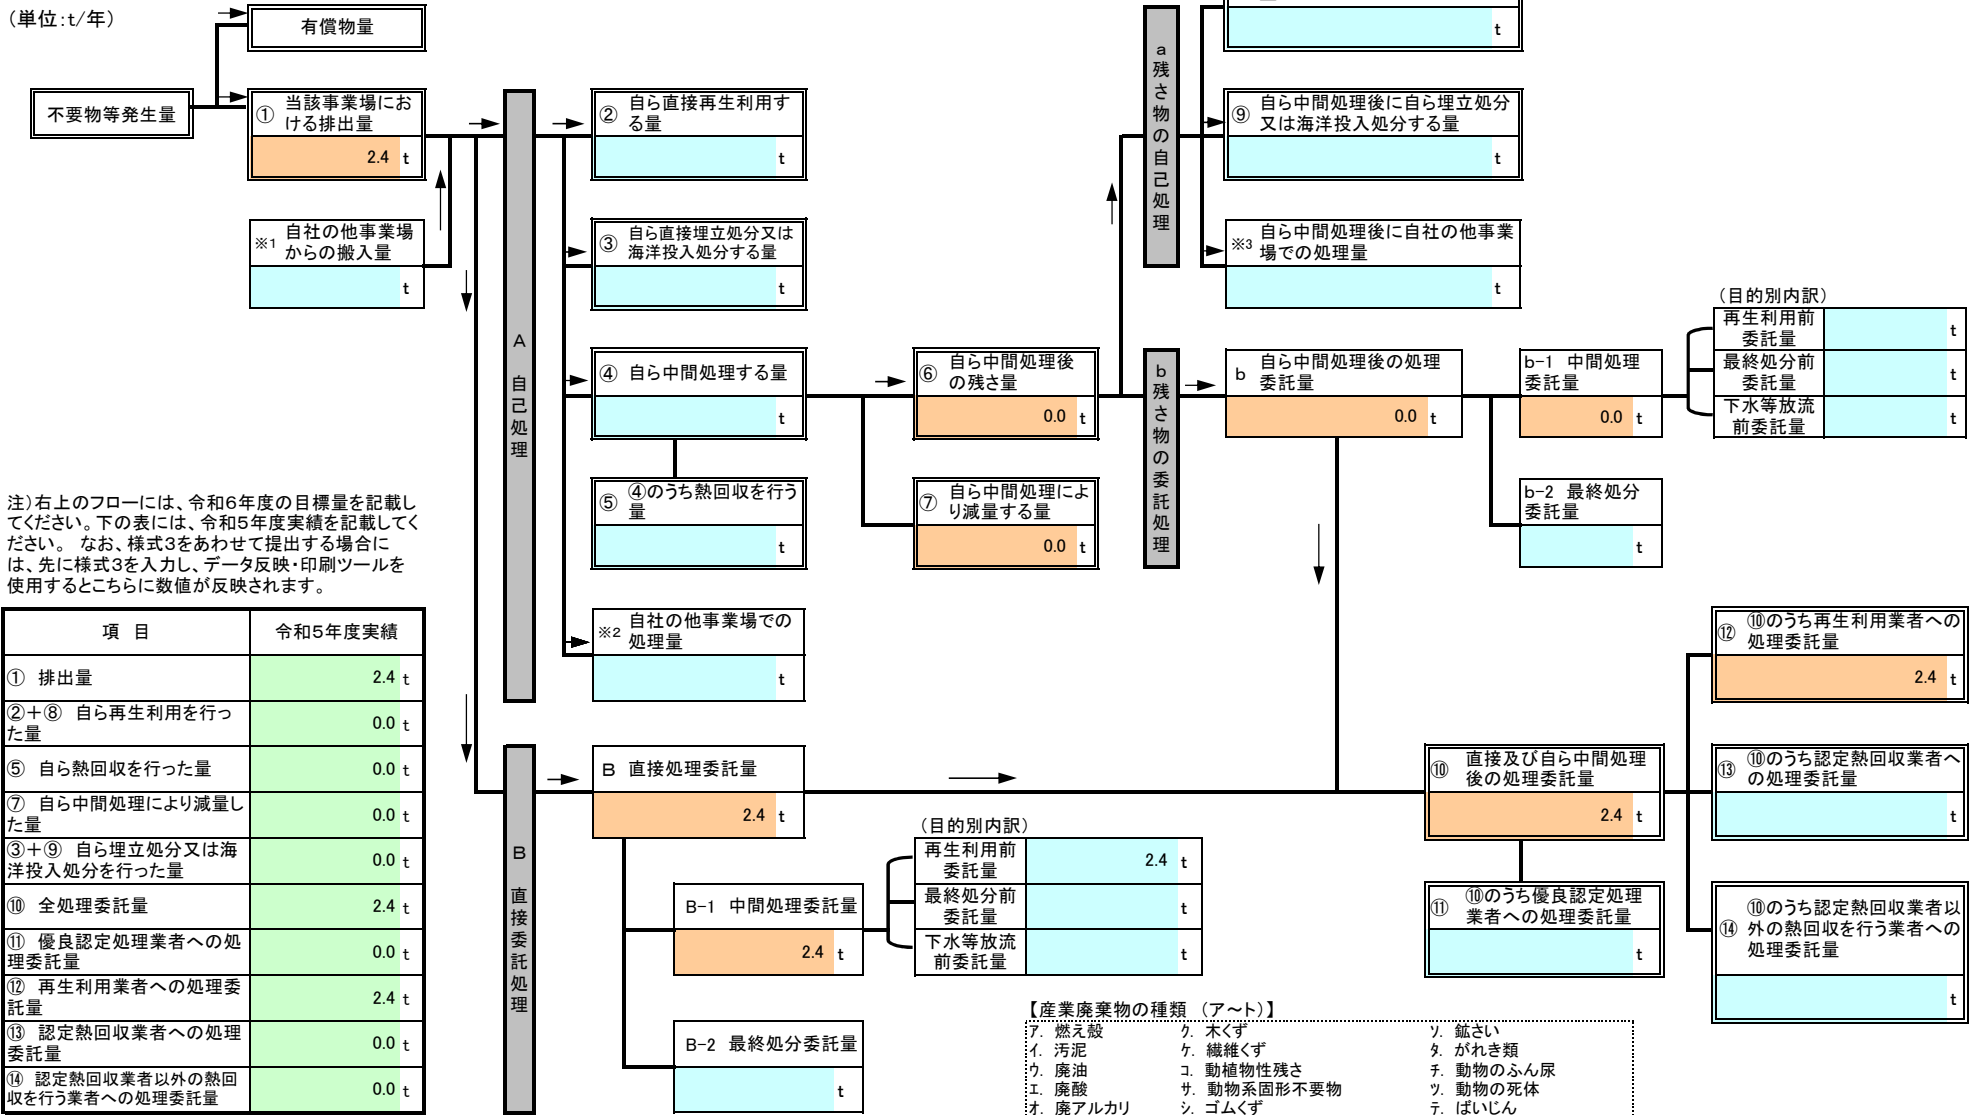 (単位:t/年)
有償物量
不要物等発生量
① 当該事業場にお
ける排出量
2.4 t
※1 自社の他事業場
からの搬入量
t
A 自己処理
② 自ら直接再生利用す
る量
t
③ 自ら直接埋立処分又は
海洋投入処分する量
t
④ 自ら中間処理する量
t
⑤ ④のうち熱回収を行う
量
t
※2 自社の他事業場での
処理量
t
⑥ 自ら中間処理後
の残さ量
0.0 t
⑦ 自ら中間処理によ
り減量する量
0.0 t
a残さ物の自己処理
t
⑨ 自ら中間処理後に自ら埋立処分
又は海洋投入処分する量
t
※3 自ら中間処理後に自社の他事業
場での処理量
t
b残さ物の委託処理
b 自ら中間処理後の処理
委託量
0.0 t
b-1 中間処理
委託量
0.0 t
b-2 最終処分
委託量
t
(目的別内訳)
再生利用前
委託量
t
最終処分前
委託量
t
下水等放流
前委託量
t
注)右上のフローには、令和6年度の目標量を記載し
てください。下の表には、令和5年度実績を記載してく
ださい。 なお、様式3をあわせて提出する場合に
は、先に様式3を入力し、データ反映・印刷ツールを
使用するとこちらに数値が反映されます。
項 目 令和5年度実績
① 排出量 2.4 t
②+⑧ 自ら再生利用を行っ
た量 0.0 t
⑤ 自ら熱回収を行った量 0.0 t
⑦ 自ら中間処理により減量し
た量 0.0 t
③+⑨ 自ら埋立処分又は海
洋投入処分を行った量 0.0 t
⑩ 全処理委託量 2.4 t
⑪ 優良認定処理業者への処
理委託量 0.0 t
⑫ 再生利用業者への処理委
託量 2.4 t
⑬ 認定熱回収業者への処理
委託量 0.0 t
⑭ 認定熱回収業者以外の熱回
収を行う業者への処理委託量 0.0 t
B 直接委託処理
B 直接処理委託量
2.4 t
B-1 中間処理委託量
2.4 t
B-2 最終処分委託量
t
(目的別内訳)
再生利用前
委託量
2.4 t
最終処分前
委託量
t
下水等放流
前委託量
t
⑩ 直接及び自ら中間処理
後の処理委託量
2.4 t
⑪ ⑩のうち優良認定処理
業者への処理委託量
t
⑫ ⑩のうち再生利用業者への
処理委託量
2.4 t
⑬ ⑩のうち認定熱回収業者へ
の処理委託量
t
⑭ ⑩のうち認定熱回収業者以
外の熱回収を行う業者への
処理委託量
t
【産業廃棄物の種類 (ア~ト)】
ア. 燃え殻 ク. 木くず ソ. 鉱さい
イ. 汚泥 ケ. 繊維くず タ. がれき類
ウ. 廃油 コ. 動植物性残さ チ. 動物のふん尿
エ. 廃酸 サ. 動物系固形不要物 ツ. 動物の死体
オ. 廃アルカリ シ. ゴムくず テ. ばいじん